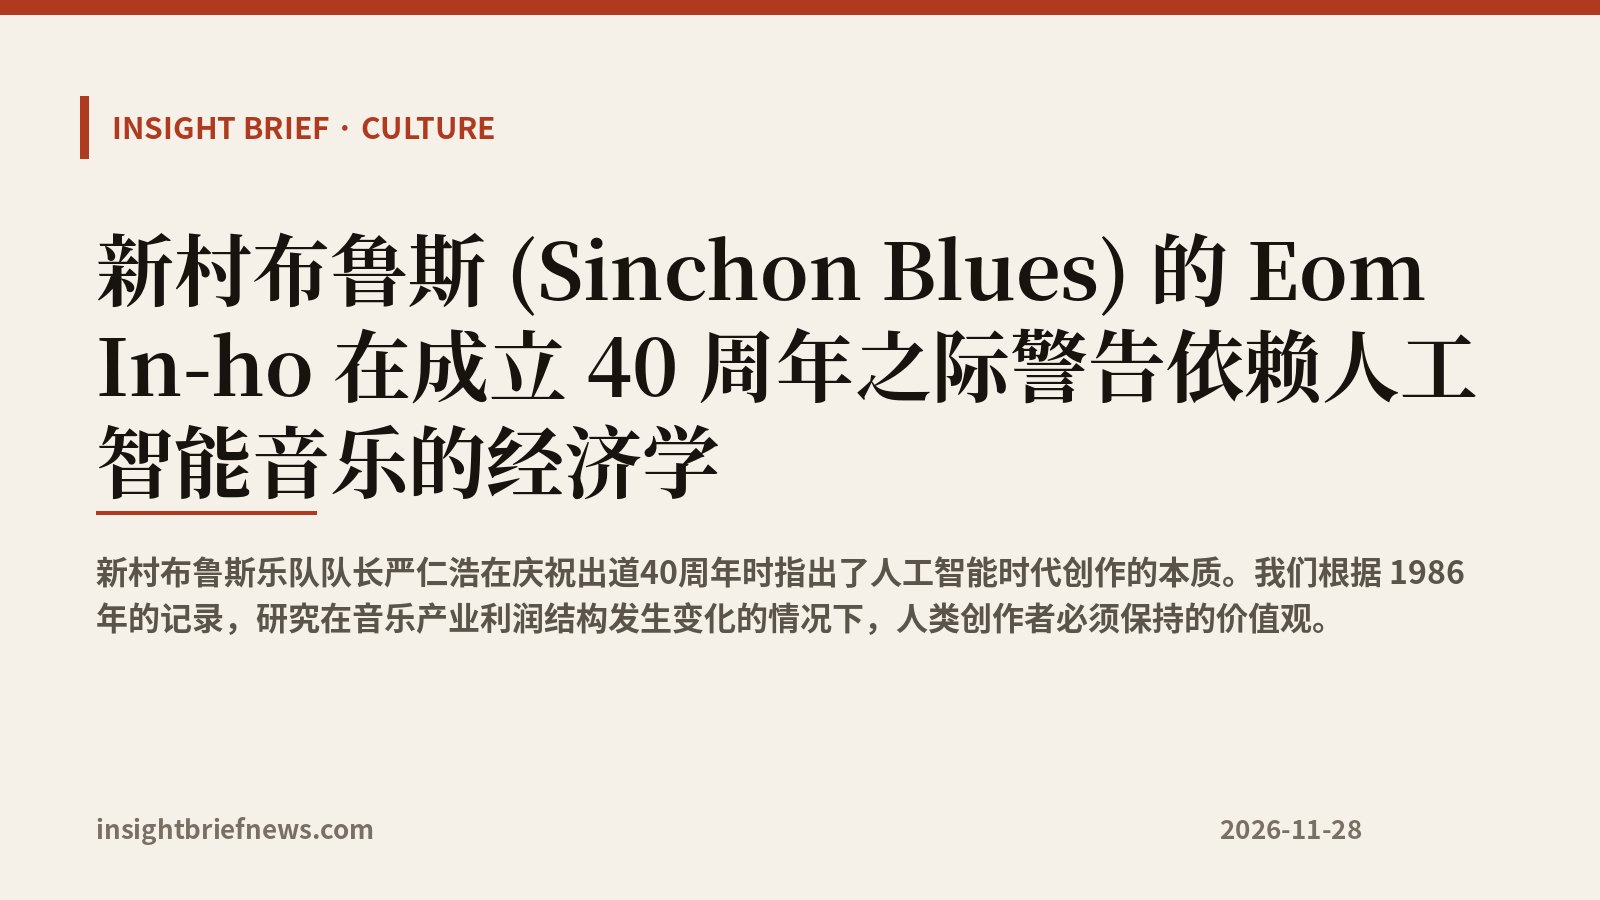 INSIGHT BRIEF · CULTURE
新村布鲁斯 (Sinchon Blues) 的 Eom
In-ho 在成立 40 周年之际警告依赖人工
智能音乐的经济学
新村布鲁斯乐队队长严仁浩在庆祝出道40周年时指出了人工智能时代创作的本质。我们根据 1986
年的记录，研究在音乐产业利润结构发生变化的情况下，人类创作者必须保持的价值观。
insightbriefnews.com
2026-11-28